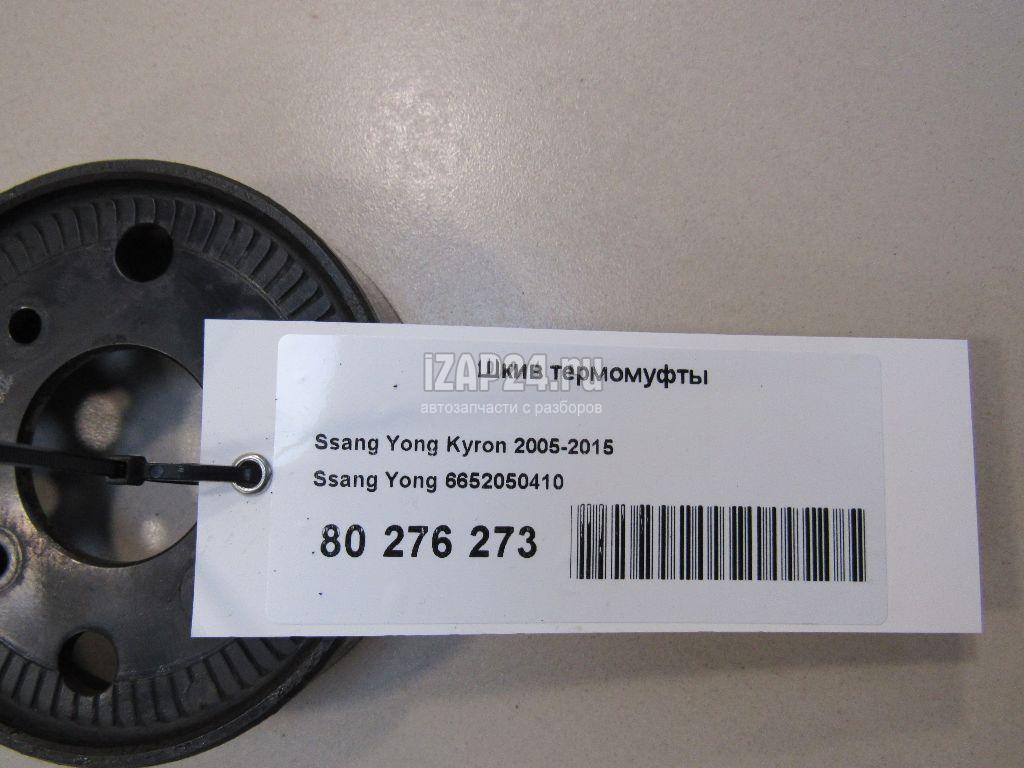 Шкив термомуфты
iZAP24.ru
автозапчасти с разборов
Ssang Yong Kyron 2005-2015
Ssang Yong 6652050410
80 276 273